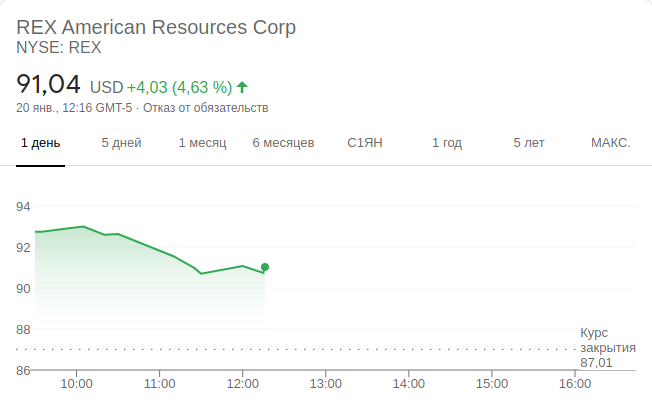 REX American Resources Corp
NYSE: REX
91,04 USD +4,03 (4,63 %)
20 янв., 12:16 GMT-5 · Отказ от обязательств
1 день 5 дней 1 месяц 6 месяцев С1ЯН 1 год 5 лет МАКС.
94
92
90
88
86
Курс
закрытия
87,01
10:00 11:00 12:00 13:00 14:00 15:00 16:00